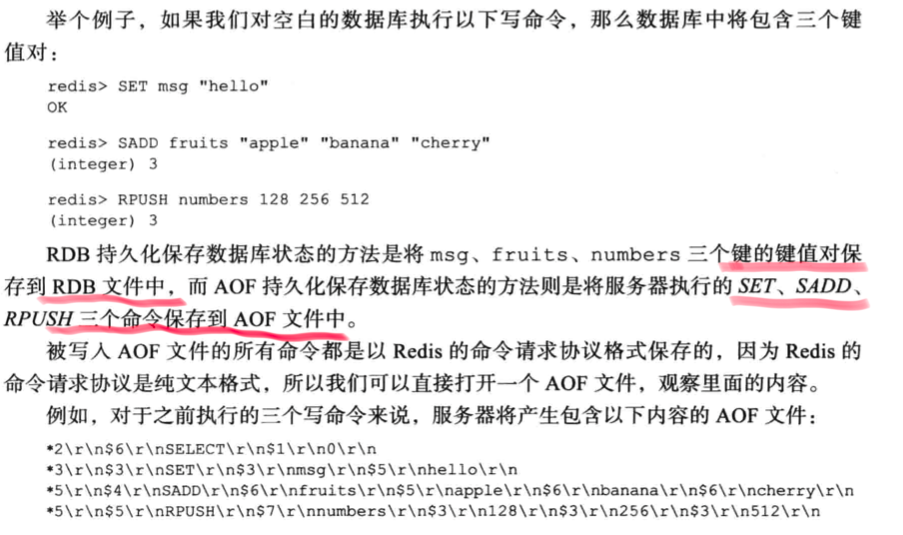 举个例子，如果我们对空白的数据库执行以下写命令，那么数据库中将包含三个键
值对：
redis> SET msg "hello"
OK
redis> SADD fruits "apple" "banana" "cherry"
(integer) 3
redis> RPUSH numbers 128 256 512
(integer) 3
RDB 持久化保存数据库状态的方法是将 msg、fruits、numbers 三个键的键值对保
存到 RDB 文件中，而 AOF 持久化保存数据库状态的方法则是将服务器执行的 SET、SADD、
RPUSH 三个命令保存到 AOF 文件中。
被写入 AOF 文件的所有命令都是以 Redis 的命令请求协议格式保存的，因为 Redis 的
命令请求协议是纯文本格式，所以我们可以直接打开一个 AOF 文件，观察里面的内容。
例如，对于之前执行的三个写命令来说，服务器将产生包含以下内容的 AOF 文件：
*2\r\n$6\r\nSELECT\r\n$1\r\n0\r\n
*3\r\n$3\r\nSET\r\n$3\r\nmsg\r\n$5\r\nhello\r\n
*5\r\n$4\r\nSADD\r\n$6\r\nfruits\r\n$5\r\napple\r\n$6\r\nbanana\r\n$6\r\ncherry\r\n
*5\r\n$5\r\nRPUSH\r\n$7\r\nnumbers\r\n$3\r\n128\r\n$3\r\n256\r\n$3\r\n512\r\n